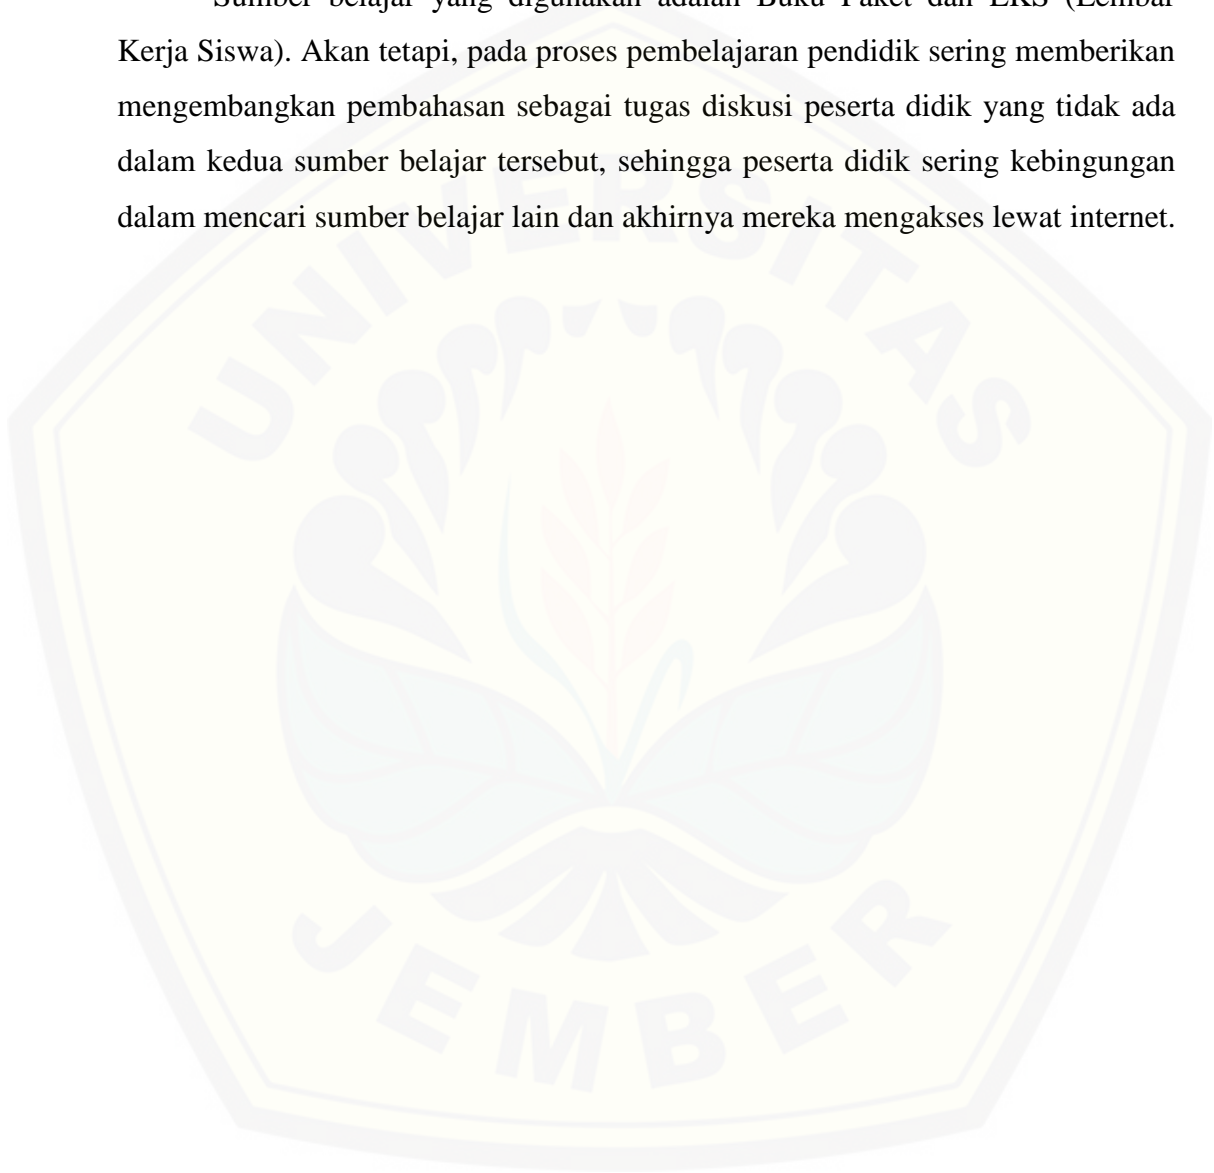 Sumber belajar yang digunakan adalah Buku Paket dan LKS (Lembar
Kerja Siswa). Akan tetapi, pada proses pembelajaran pendidik sering memberikan
mengembangkan pembahasan sebagai tugas diskusi peserta didik yang tidak ada
dalam kedua sumber belajar tersebut, sehingga peserta didik sering kebingungan
dalam mencari sumber belajar lain dan akhirnya mereka mengakses lewat internet.
UNIVERSITAS
JEMBER